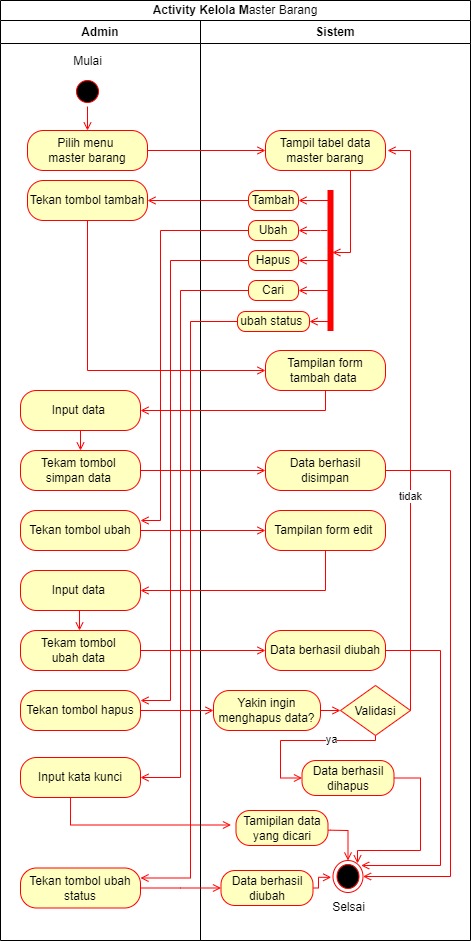 Activity Kelola Master Barang
Admin
Sistem
Mulai
Pilih menu
master barang
Tampil tabel data
master barang
Tekan tombol tambah
Tambah
Ubah
Hapus
Cari
ubah status
Tampilan form
tambah data
Input data
Tekam tombol
simpan data
Data berhasil
disimpan
tidak
Tekan tombol ubah
Tampilan form edit
Input data
Tekam tombol
ubah data
Data berhasil diubah
Tekan tombol hapus
Yakin ingin
menghapus data?
Validasi
ya
Input kata kunci
Data berhasil
dihapus
Tamipilan data
yang dicari
Tekan tombol ubah
status
Data berhasil
diubah
Selsai